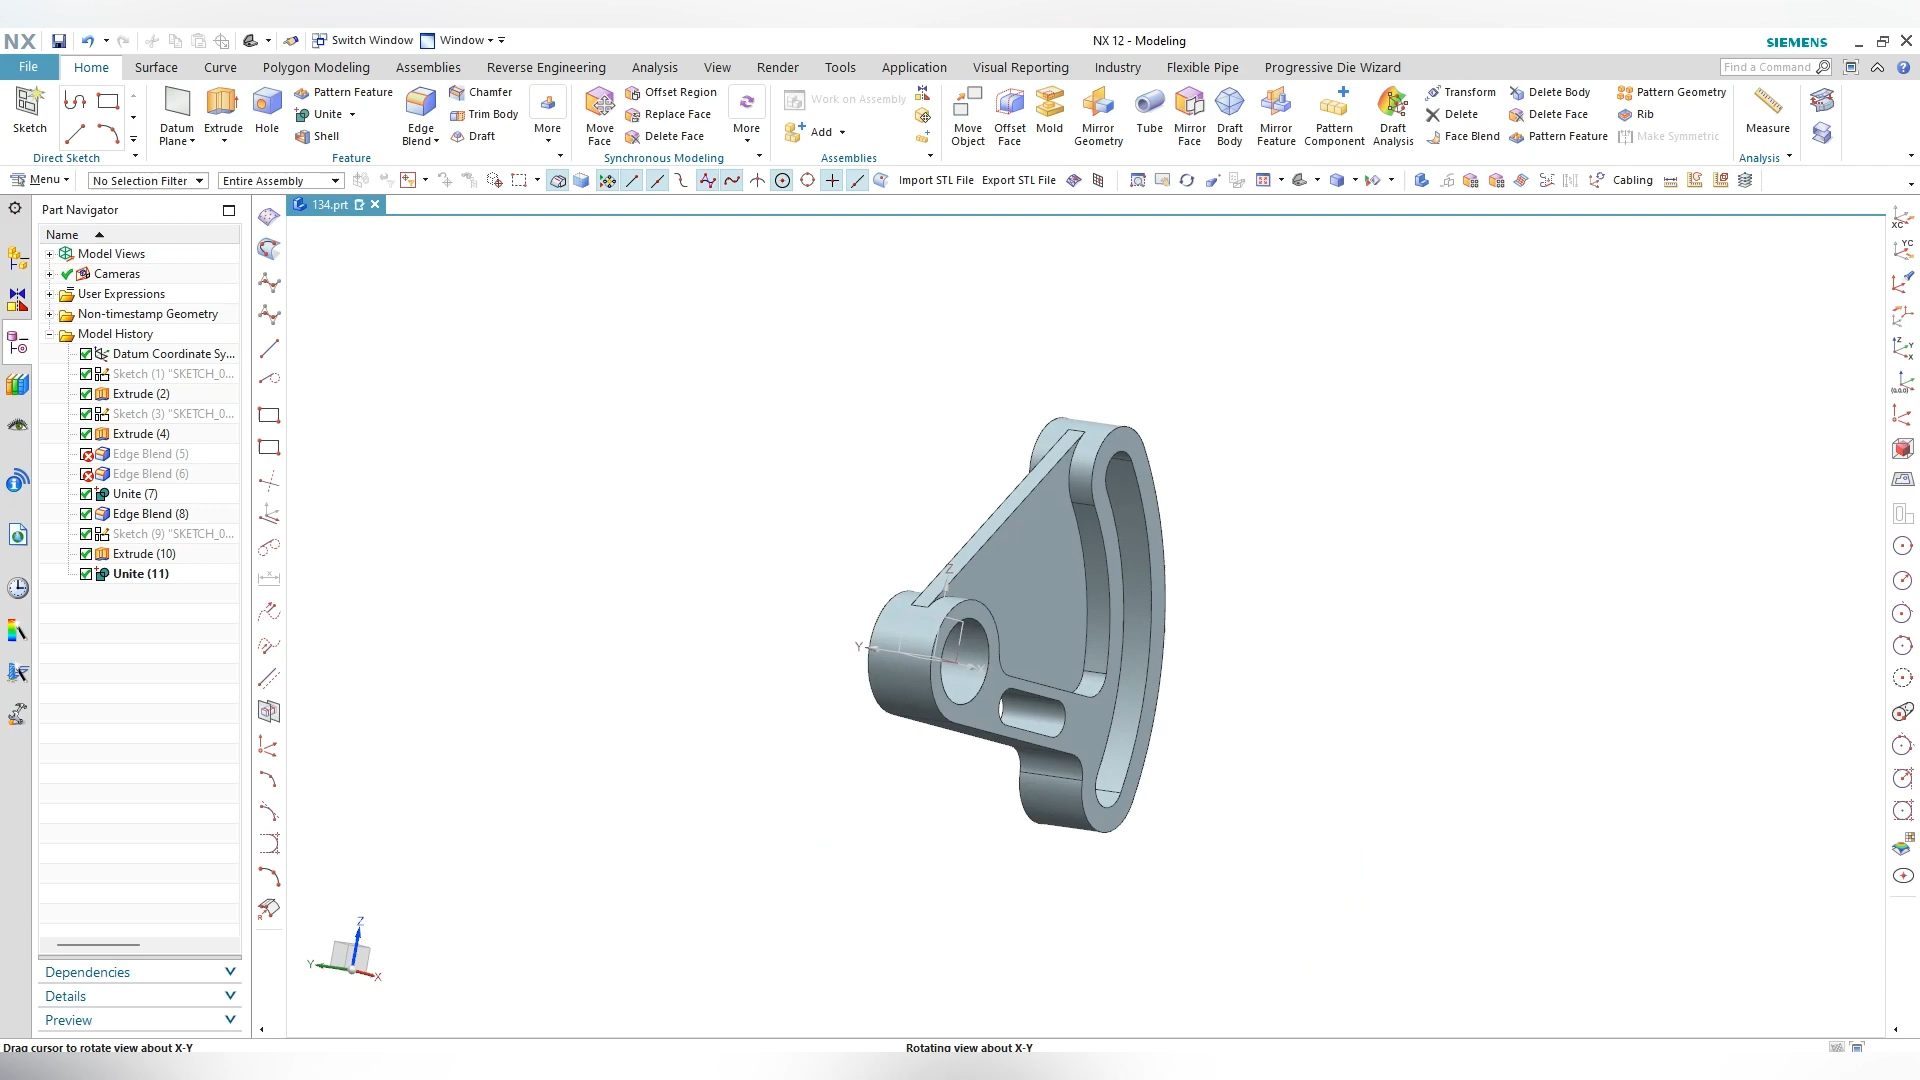 NX
Switch Window
Window
NX 12 - Modeling
SIEMENS
File
Home
Surface
Curve
Polygon Modeling
Assemblies
Reverse Engineering
Analysis
View
Render
Tools
Application
Visual Reporting
Industry
Flexible Pipe
Progressive Die Wizard
Find a Command
Sketch
Direct Sketch
Datum
Plane
Extrude
Hole
Pattern Feature
Unite
Shell
Edge
Blend
Chamfer
Trim Body
Draft
More
Feature
Move
Face
Offset Region
Replace Face
Delete Face
More
Synchronous Modeling
Work on Assembly
Add
Assemblies
Move
Object
Offset
Face
Mold
Mirror
Geometry
Tube
Mirror
Face
Draft
Body
Mirror
Feature
Pattern
Component
Draft
Analysis
Transform
Delete
Face Blend
Delete Body
Delete Face
Pattern Feature
Pattern Geometry
Rib
Make Symmetric
Measure
Analysis
Menu
No Selection Filter
Entire Assembly
Import STL File
Export STL File
Cabling
Part Navigator
134.prt
Name
Model Views
Cameras
User Expressions
Non-timestamp Geometry
Model History
Datum Coordinate Sy...
Sketch (1) "SKETCH_0...
Extrude (2)
Sketch (3) "SKETCH_0...
Extrude (4)
Edge Blend (5)
Edge Blend (6)
Unite (7)
Edge Blend (8)
Sketch (9) "SKETCH_0...
Extrude (10)
Unite (11)
Z
Y
X
Z
Y
X
XC
YC
Dependencies
Details
Preview
Drag cursor to rotate view about X-Y
Rotating view about X-Y